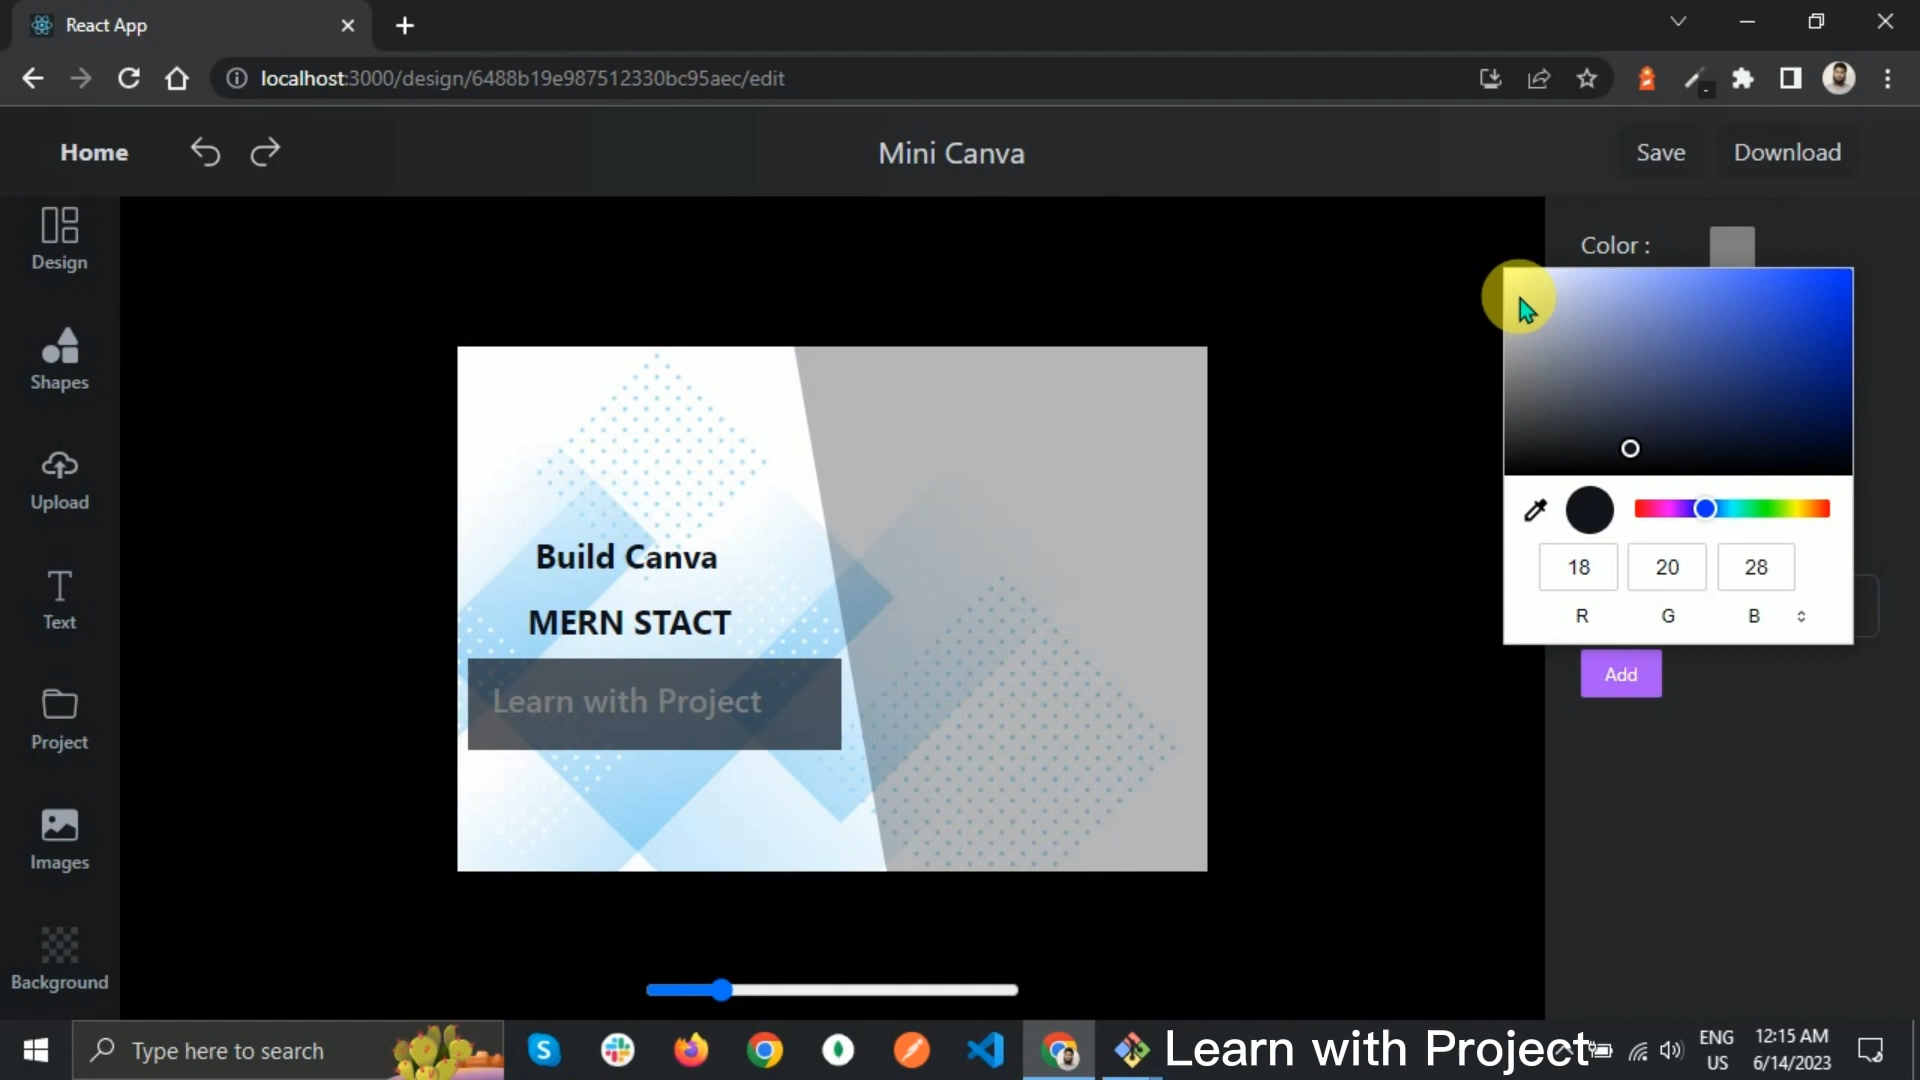 React App
localhost:3000/design/6488b19e987512330bc95aec/edit
Home
Mini Canva
Save
Download
Design
Shapes
Upload
Text
Project
Images
Background
Build Canva
MERN STACT
Learn with Project
Color :
18
20
28
R
G
B
Add
Type here to search
Learn with Project
ENG
US
12:15 AM
6/14/2023